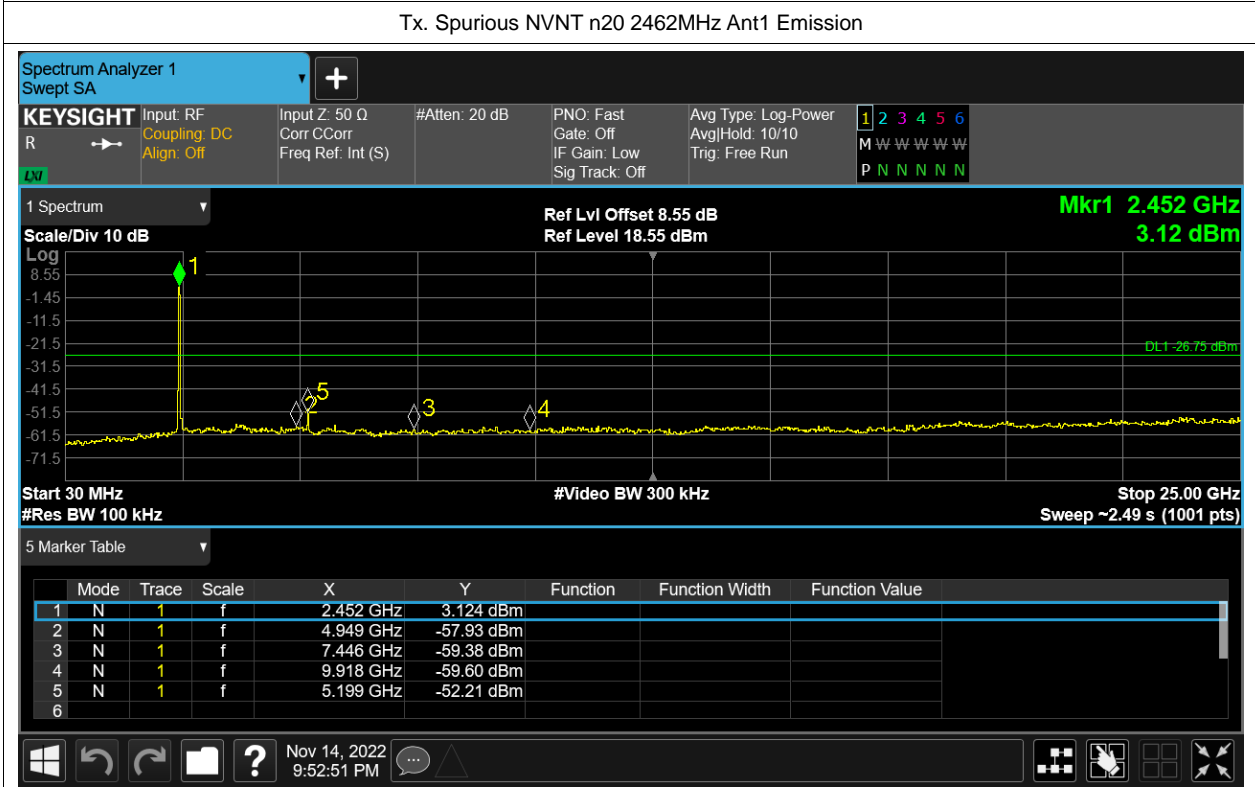 Tx. Spurious NVNT n20 2462MHz Ant1 Emission
Spectrum Analyzer 1
Swept SA
KEYSIGHT
R
LXI
Input: RF
Coupling: DC
Align: Off
Input Z: 50 Ω
Corr CCorr
Freq Ref: Int (S)
#Atten: 20 dB
PNO: Fast
Gate: Off
IF Gain: Low
Sig Track: Off
Avg Type: Log-Power
Avg|Hold: 10/10
Trig: Free Run
1 2 3 4 5 6
M W W W W W
P N N N N N
1 Spectrum
Scale/Div 10 dB
Ref Lvl Offset 8.55 dB
Ref Level 18.55 dBm
Mkr1 2.452 GHz
3.12 dBm
Log
8.55
-1.45
-11.5
-21.5
-31.5
-41.5
-51.5
-61.5
-71.5
1
2
5
3
4
DL1 -26.75 dBm
Start 30 MHz
#Res BW 100 kHz
#Video BW 300 kHz
Stop 25.00 GHz
Sweep ~2.49 s (1001 pts)
5 Marker Table
Mode Trace Scale X Y Function Function Width Function Value
1 N 1 f 2.452 GHz 3.124 dBm
2 N 1 f 4.949 GHz -57.93 dBm
3 N 1 f 7.446 GHz -59.38 dBm
4 N 1 f 9.918 GHz -59.60 dBm
5 N 1 f 5.199 GHz -52.21 dBm
6
?
Nov 14, 2022
9:52:51 PM